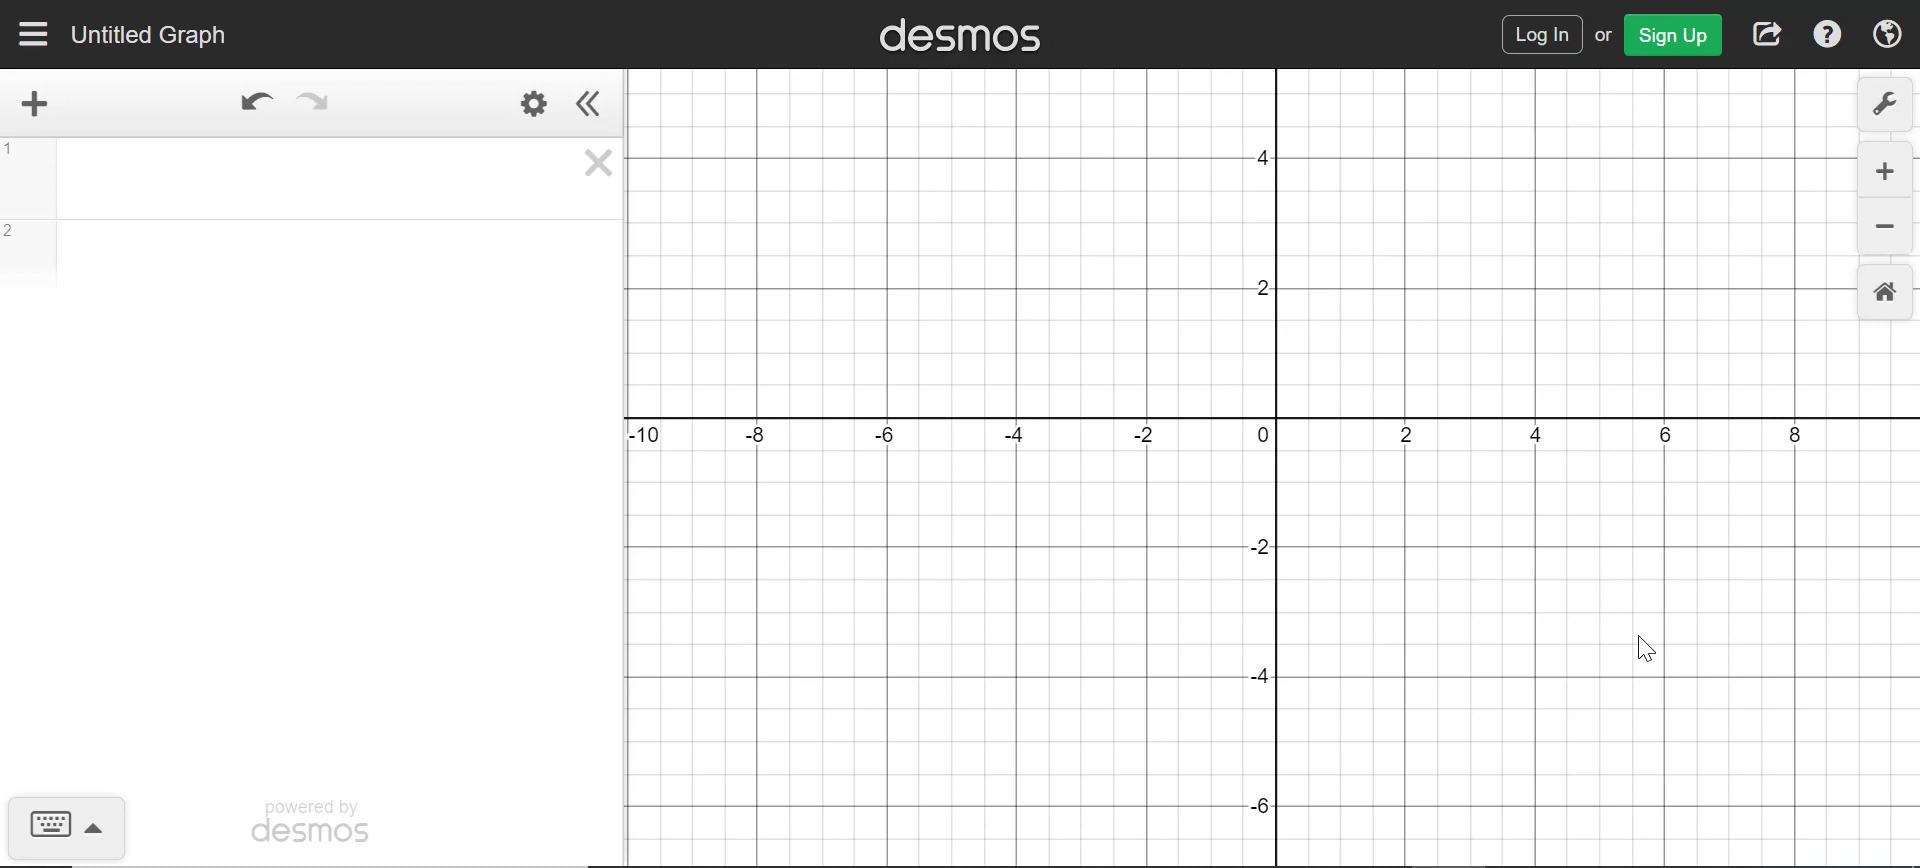 Untitled Graph
desmos
Log In or Sign Up
1
2
4
2
-10 -8 -6 -4 -2 0 2 4 6 8
-2
-4
-6
powered by
desmos